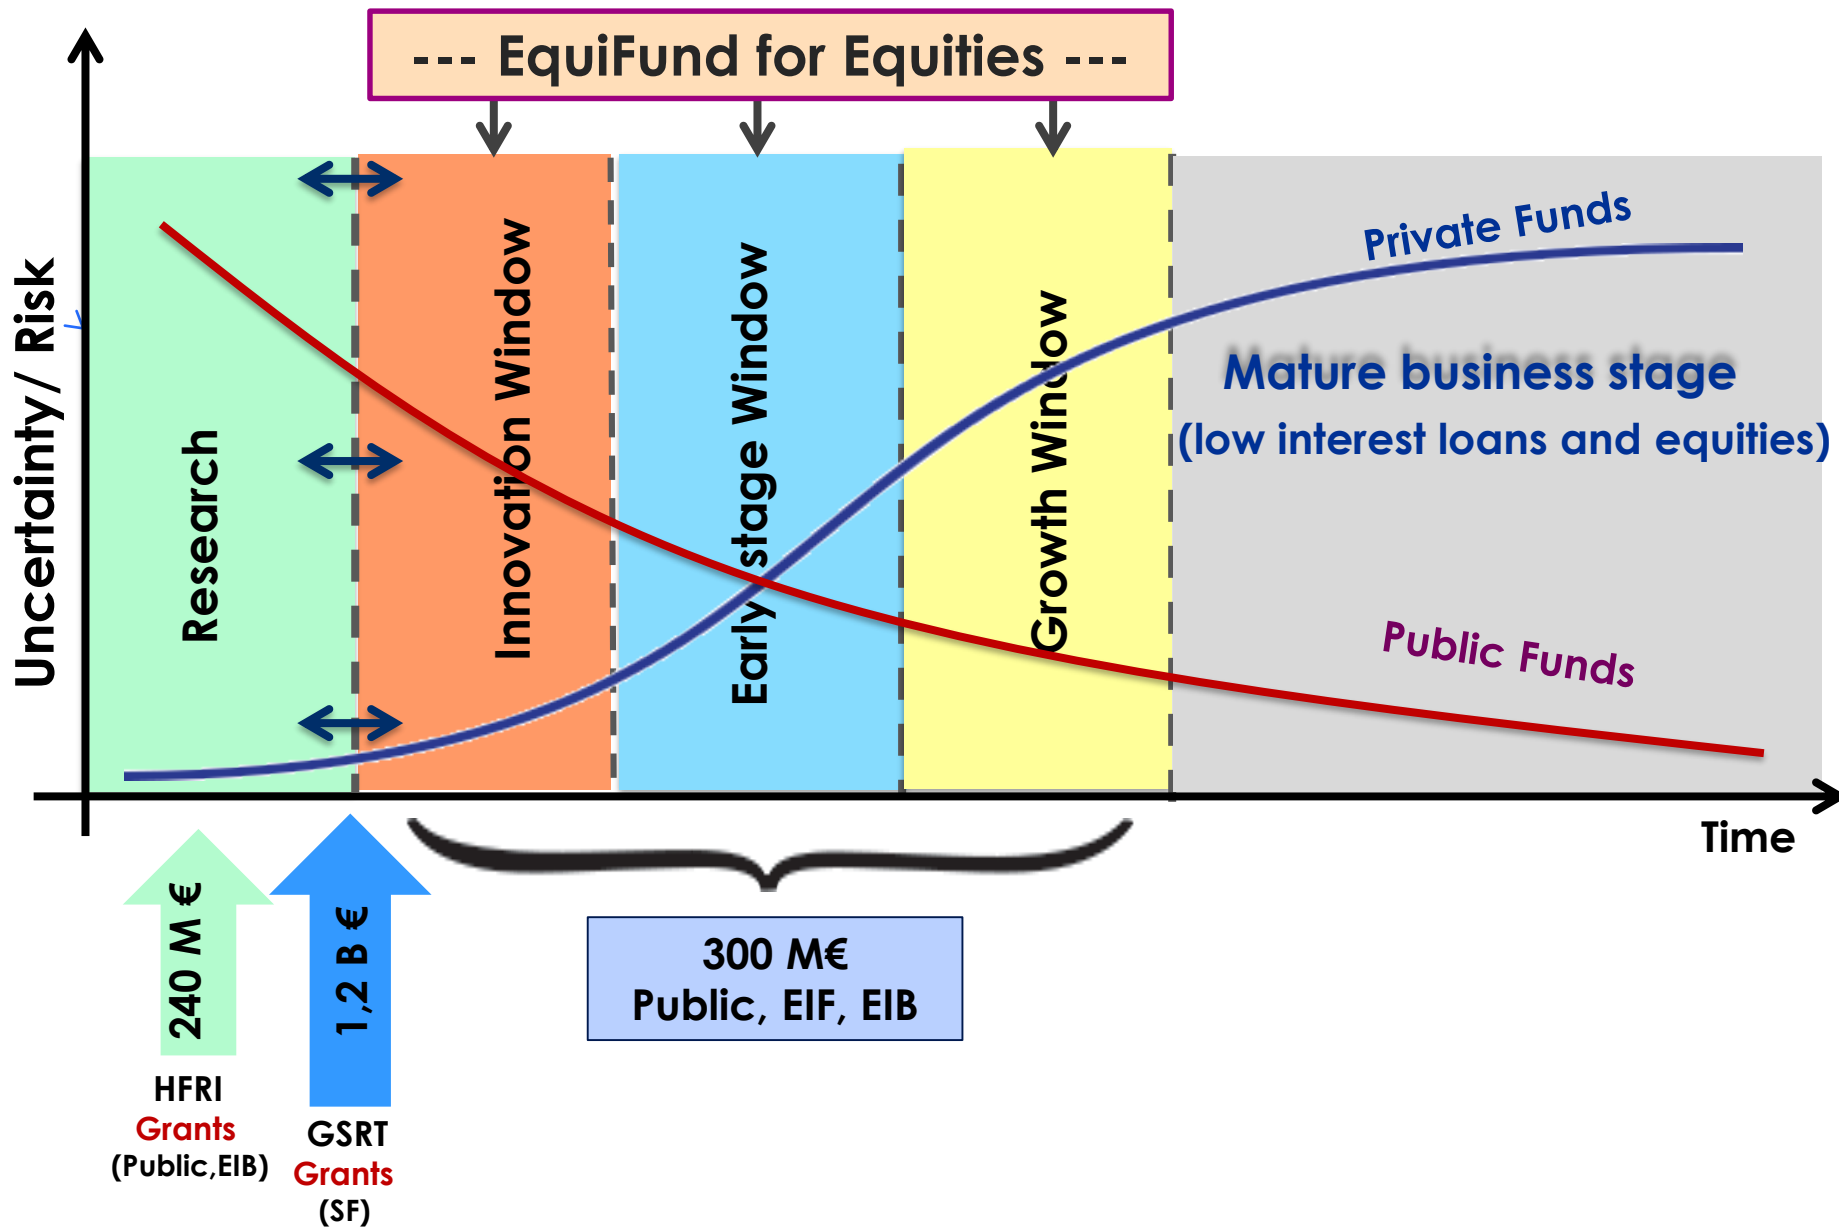 --- EquiFund for Equities ---
Uncertainty/ Risk
Research
Innovation Window
Early stage Window
Growth Window
Private Funds
Mature business stage
(low interest loans and equities)
Public Funds
Time
240 M €
1,2 B €
300 M€
Public, EIF, EIB
HFRI
Grants
(Public,EIB)
GSRT
Grants
(SF)